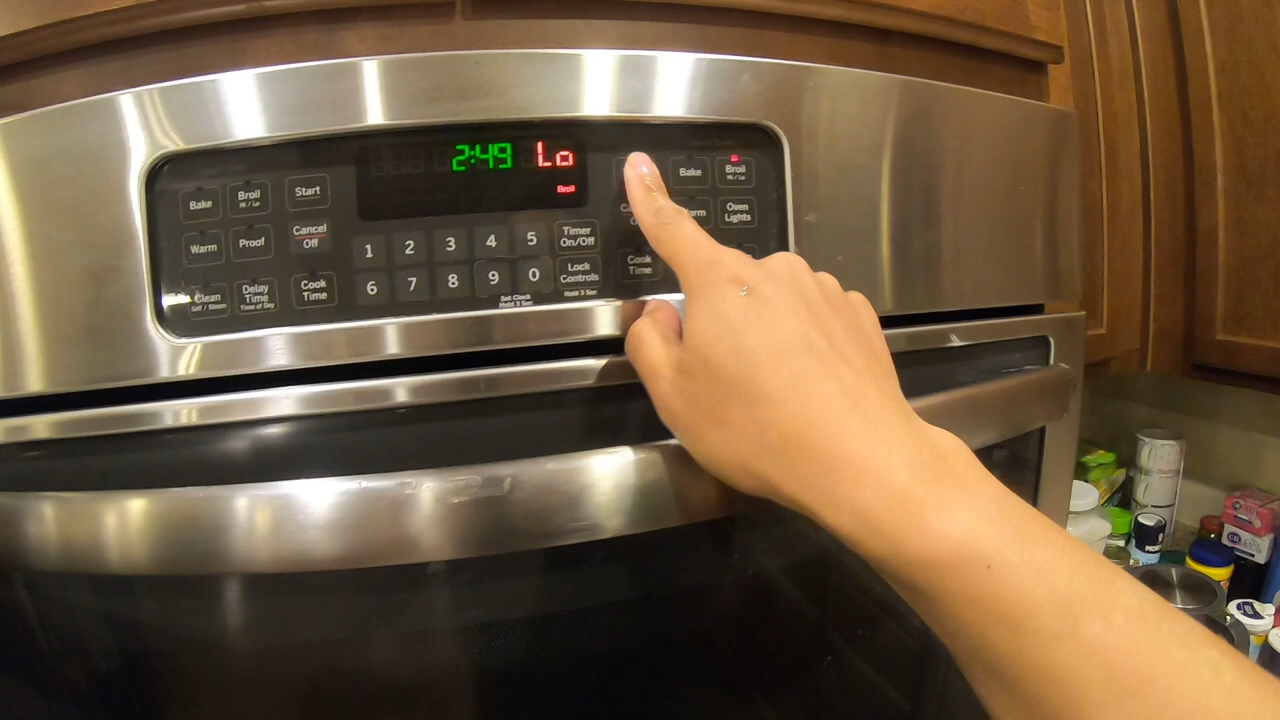 2:49 Lo
Broil
Bake
Broil
Hi / Lo
Start
Warm
Proof
Cancel
Off
Clean
Self / Steam
Delay
Time
Time of Day
Cook
Time
1 2 3 4 5
6 7 8 9 0
Set Clock
Hold 3 Sec
Timer
On/Off
Lock
Controls
Hold 3 Sec
Bake
Broil
Hi / Lo
Oven
Lights
Cook
Time